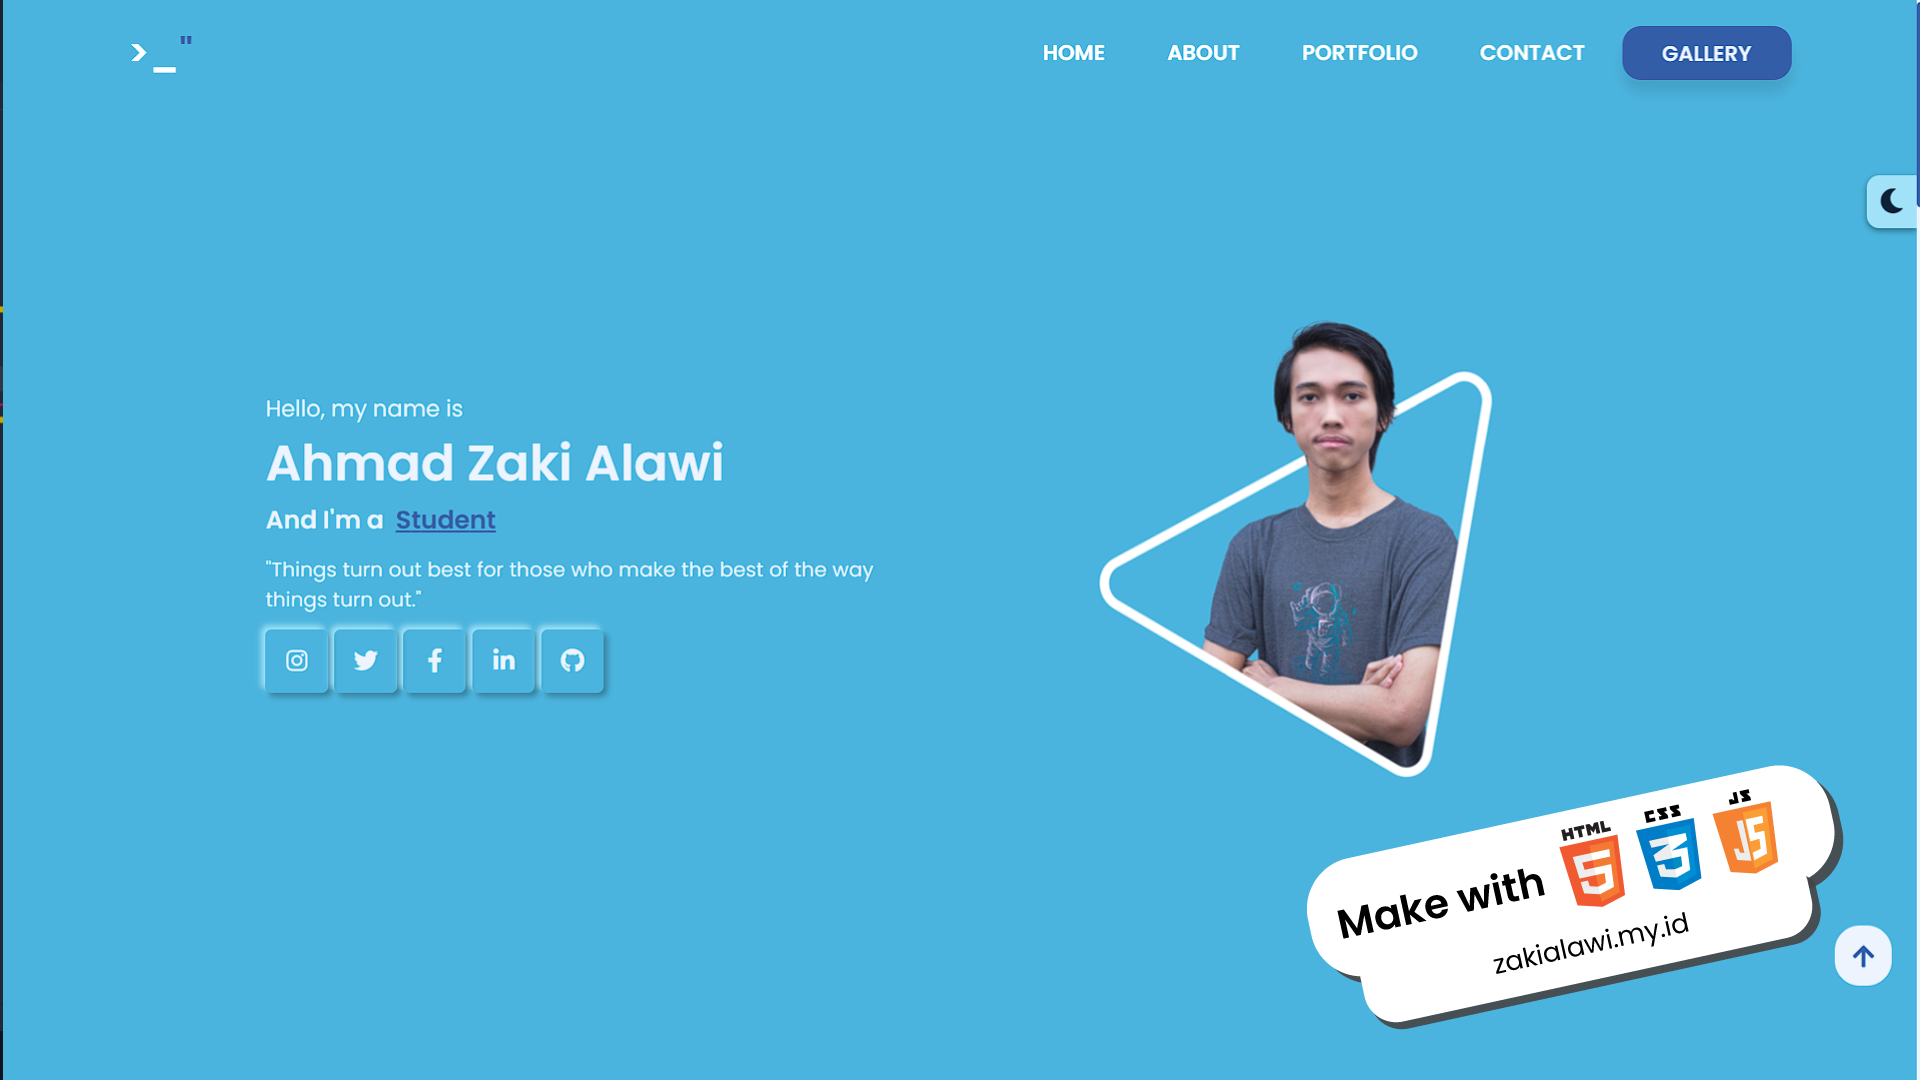 >_"
HOME ABOUT PORTFOLIO CONTACT GALLERY
Hello, my name is
Ahmad Zaki Alawi
And I'm a Student
"Things turn out best for those who make the best of the way
things turn out."
HTML CSS JS
Make with 5 3 JS
zakialawi.my.id